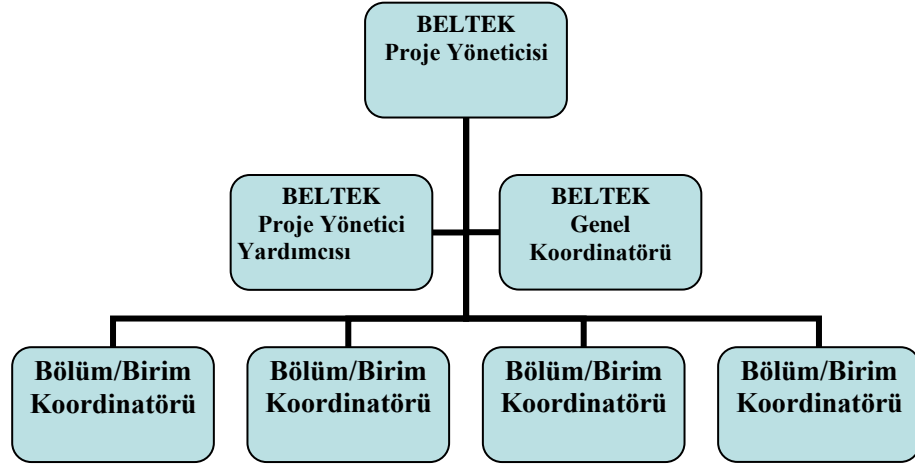 BELTEK
Proje Yöneticisi
BELTEK
Proje Yönetici
Yardımcısı
BELTEK
Genel
Koordinatörü
Bölüm/Birim
Koordinatörü
Bölüm/Birim
Koordinatörü
Bölüm/Birim
Koordinatörü
Bölüm/Birim
Koordinatörü